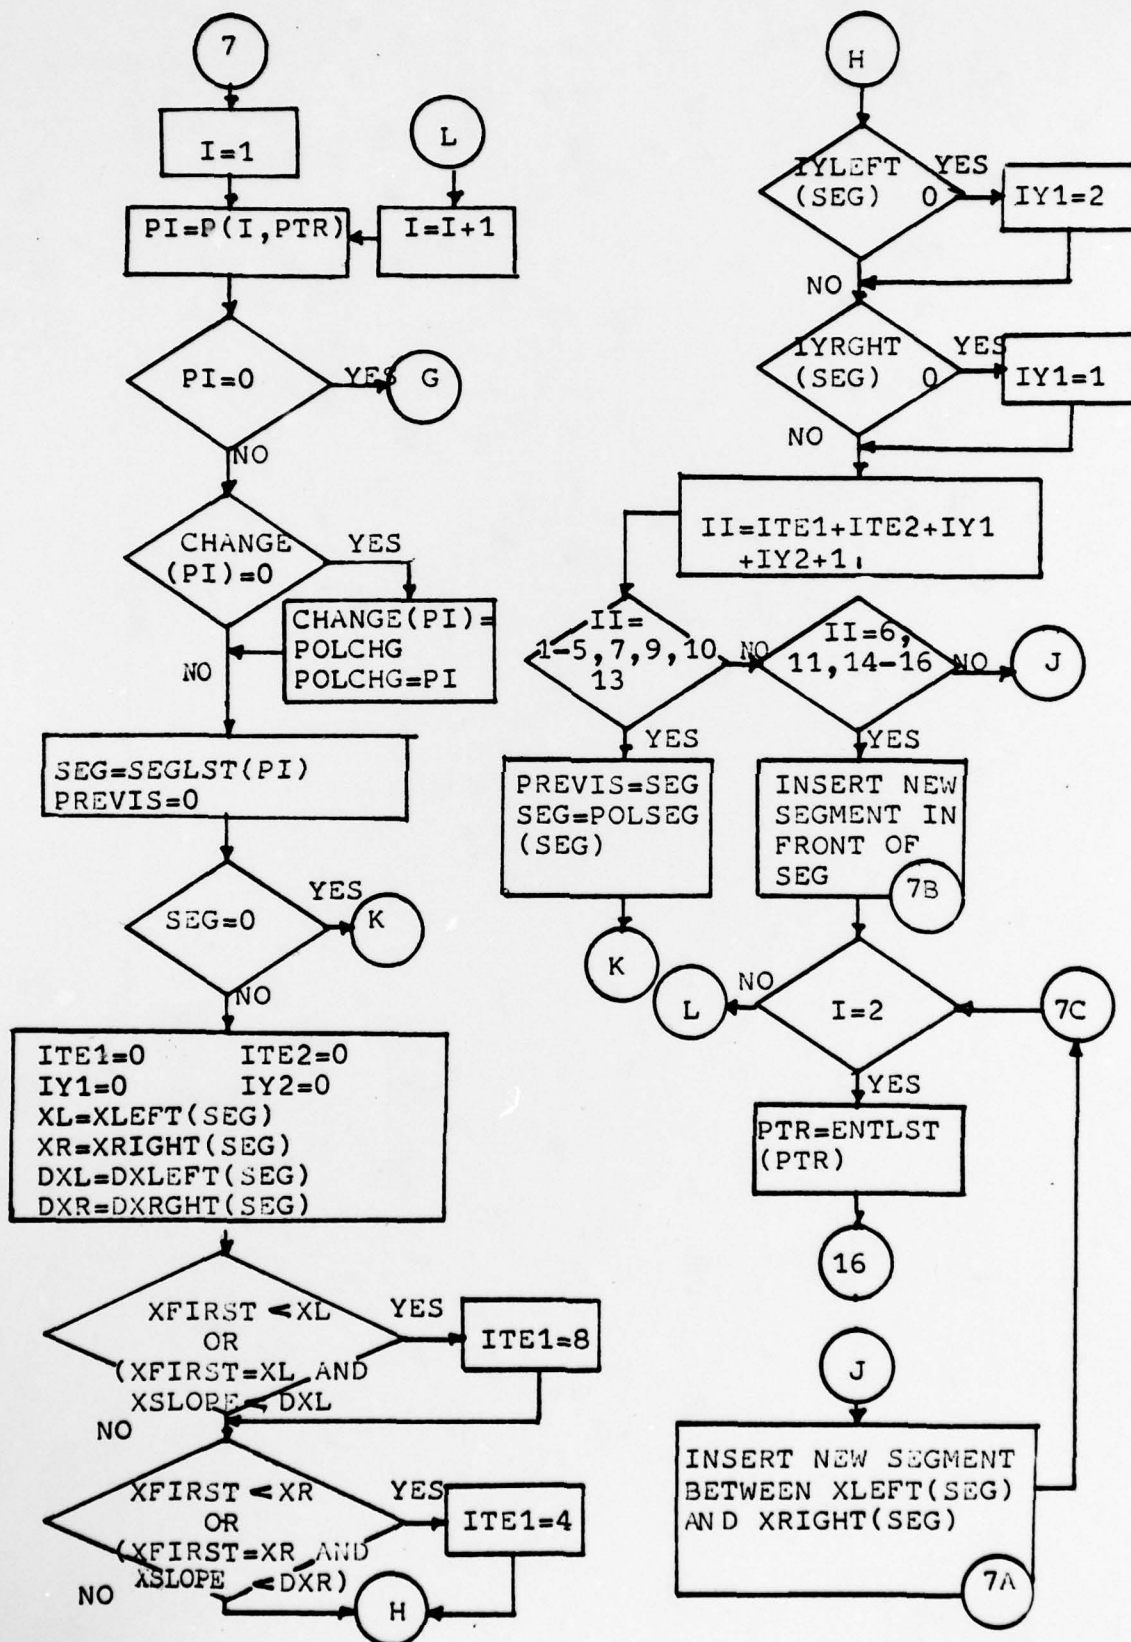 7
I=1
L
PI=P(I,PTR)
I=I+1
PI=0
YES
G
NO
CHANGE
(PI)=0
YES
CHANGE(PI)=
POLCHG
POLCHG=PI
NO
SEG=SEGLST(PI)
PREVIS=0
SEG=0
YES
K
NO
ITE1=0 ITE2=0
IY1=0 IY2=0
XL=XLEFT(SEG)
XR=XRIGHT(SEG)
DXL=DXLEFT(SEG)
DXR=DXRGHT(SEG)
XFIRST <XL
OR
(XFIRST=XL AND
XSLOPE < DXL
YES
ITE1=8
NO
XFIRST <XR
OR
(XFIRST=XR AND
XSLOPE <DXR)
YES
ITE1=4
NO
H
H
IYLEFT
(SEG) 0
YES
IY1=2
NO
IYRGHT
(SEG) 0
YES
IY1=1
NO
II=ITE1+ITE2+IY1
+IY2+1
II=
1-5,7,9,10
13
NO
II=6,
11,14-16
NO
J
YES
PREVIS=SEG
SEG=POLSEG
(SEG)
K
YES
INSERT NEW
SEGMENT IN
FRONT OF
SEG
7B
I=2
NO
L
7C
YES
PTR=ENTLST
(PTR)
16
J
INSERT NEW SEGMENT
BETWEEN XLEFT(SEG)
AND XRIGHT(SEG)
7A